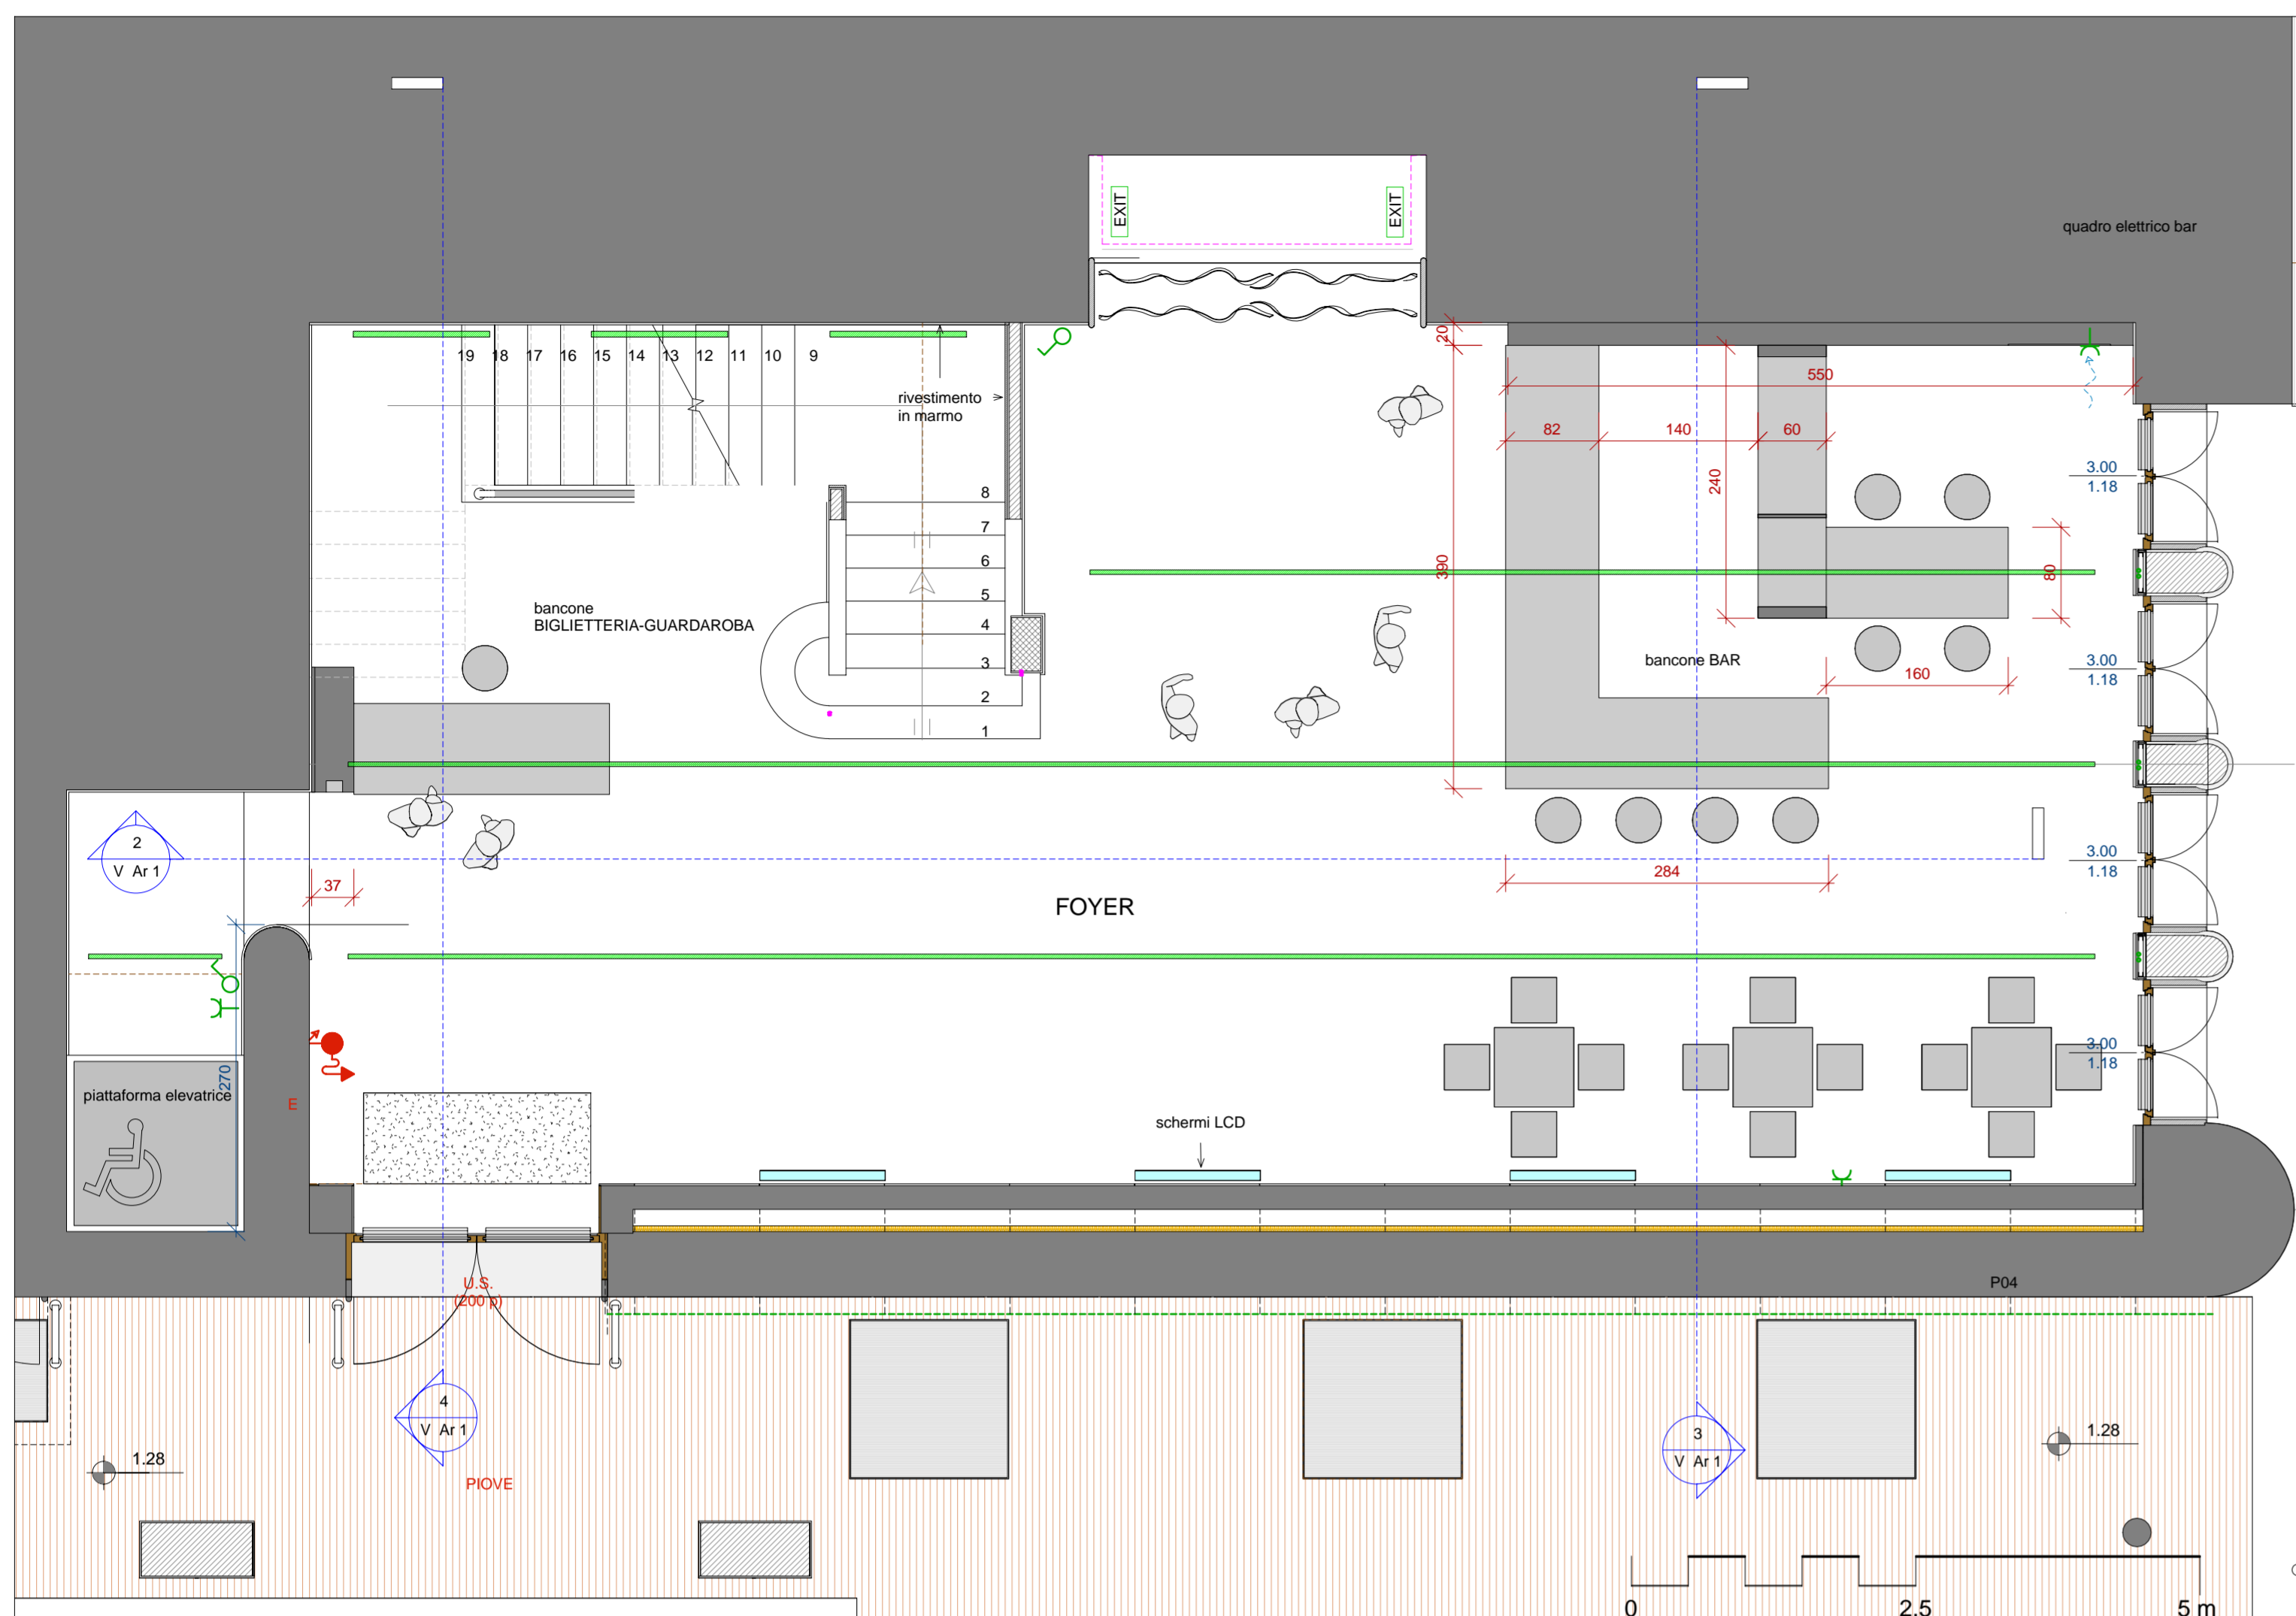 EXIT
EXIT
quadro elettrico bar
19 18 17 16 15 14 13 12 11 10 9
rivestimento
in marmo
20
550
82
140
60
240
3.00
1.18
8
7
6
5
4
3
2
1
390
80
bancone
BIGLIETTERIA-GUARDAROBA
bancone BAR
160
3.00
1.18
2
V Ar 1
37
284
3.00
1.18
FOYER
270
piattaforma elevatrice
E
3.00
1.18
schermi LCD
U.S.
(200 p)
P04
4
V Ar 1
3
V Ar 1
1.28
1.28
PIOVE
0
2.5
5 m